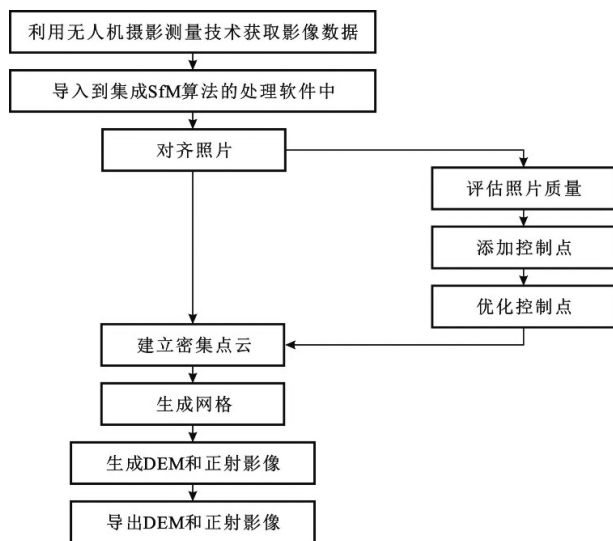 利用无人机摄影测量技术获取影像数据
导入到集成SfM算法的处理软件中
对齐照片
评估照片质量
添加控制点
优化控制点
建立密集点云
生成网格
生成DEM和正射影像
导出DEM和正射影像